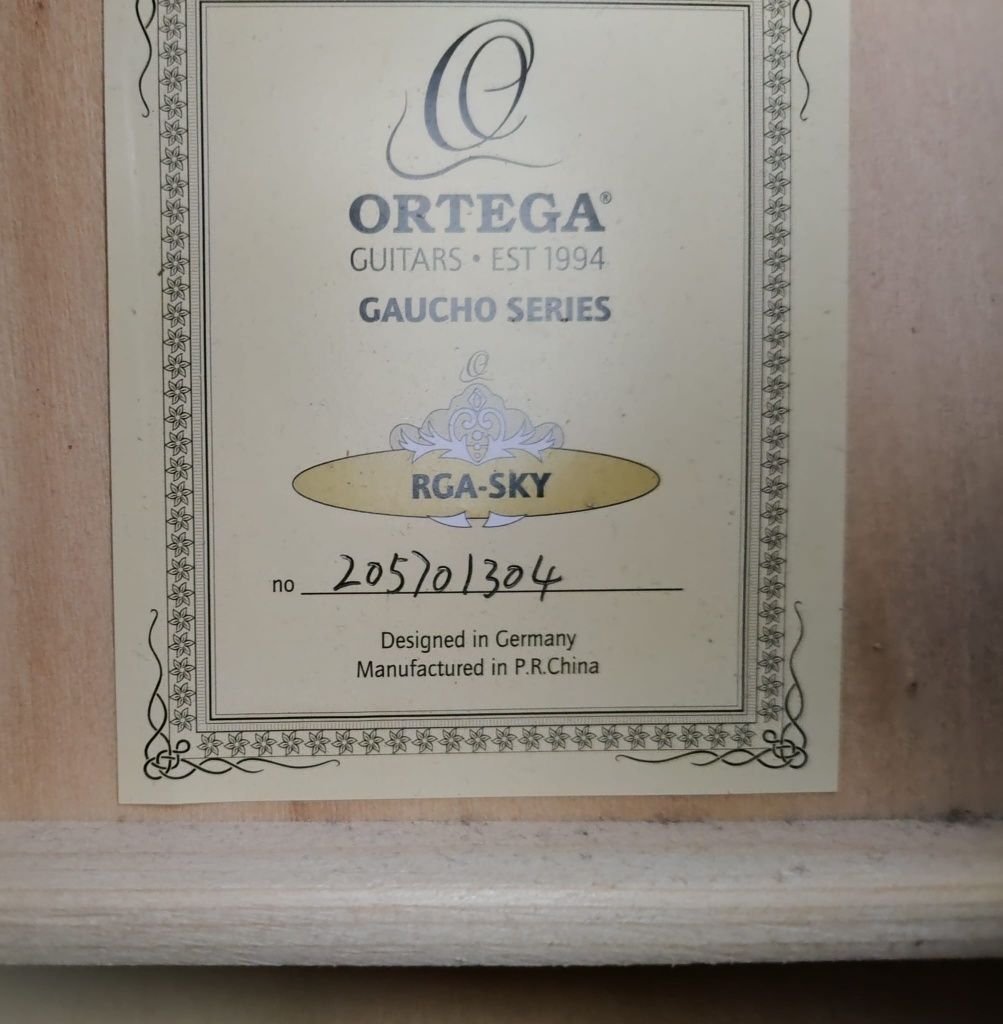 O
ORTEGA®
GUITARS • EST 1994
GAUCHO SERIES
O
RGA-SKY
no 205701304
Designed in Germany
Manufactured in P.R.China